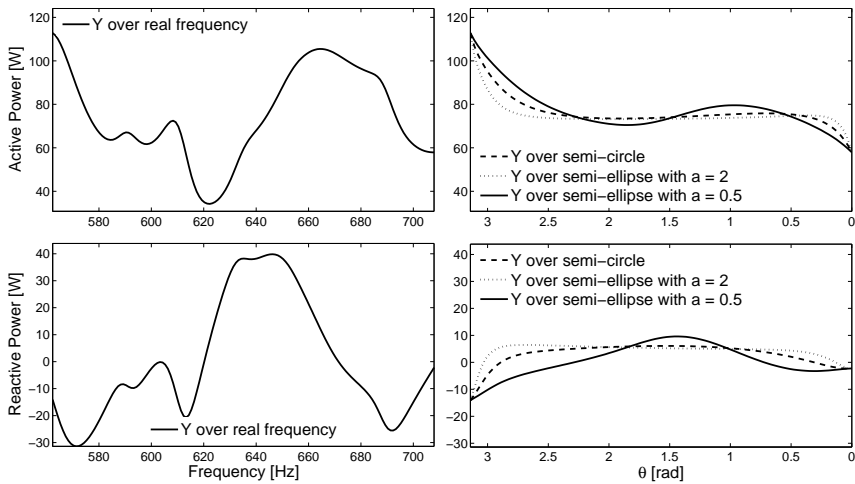 120
100
80
60
40
Active Power [W]
Y over real frequency
580 600 620 640 660 680 700
120
100
80
60
40
Y over semi−circle
Y over semi−ellipse with a = 2
Y over semi−ellipse with a = 0.5
3 2.5 2 1.5 1 0.5 0
40
30
20
10
0
−10
−20
−30
Reactive Power [W]
Y over real frequency
580 600 620 640 660 680 700
Frequency [Hz]
40
30
20
10
0
−10
−20
−30
Y over semi−circle
Y over semi−ellipse with a = 2
Y over semi−ellipse with a = 0.5
3 2.5 2 1.5 1 0.5 0
θ [rad]